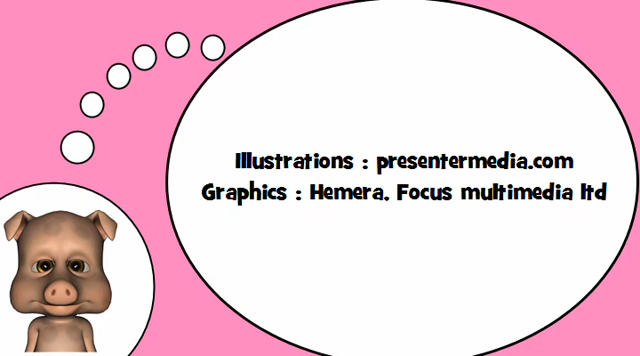 Illustrations : presentermedia.com
Graphics : Hemera. Focus multimedia ltd